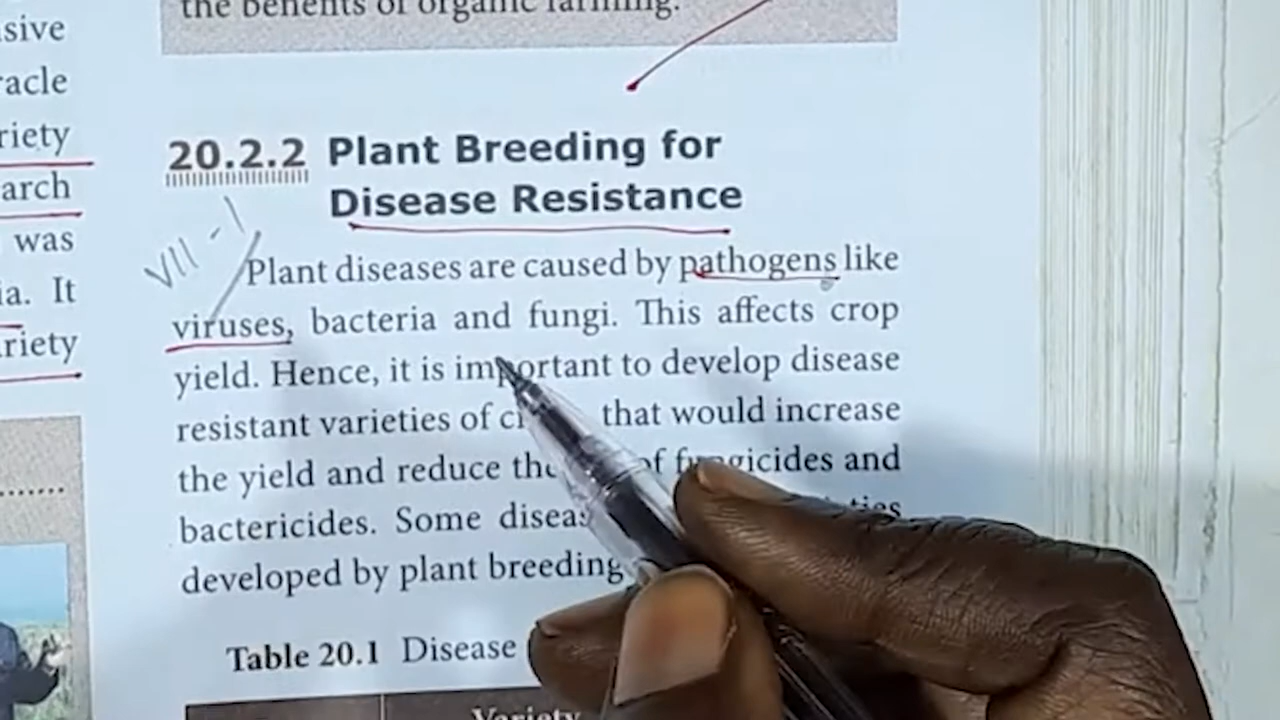 the benefits of organic farming.
racle
riety
arch
was
ia. It
riety
20.2.2 Plant Breeding for
Disease Resistance
VII - 1
Plant diseases are caused by pathogens like
viruses, bacteria and fungi. This affects crop
yield. Hence, it is important to develop disease
resistant varieties of that would increase
the yield and reduce the of fungicides and
bactericides. Some
developed by plant breeding
Table 20.1 Disease
Variety